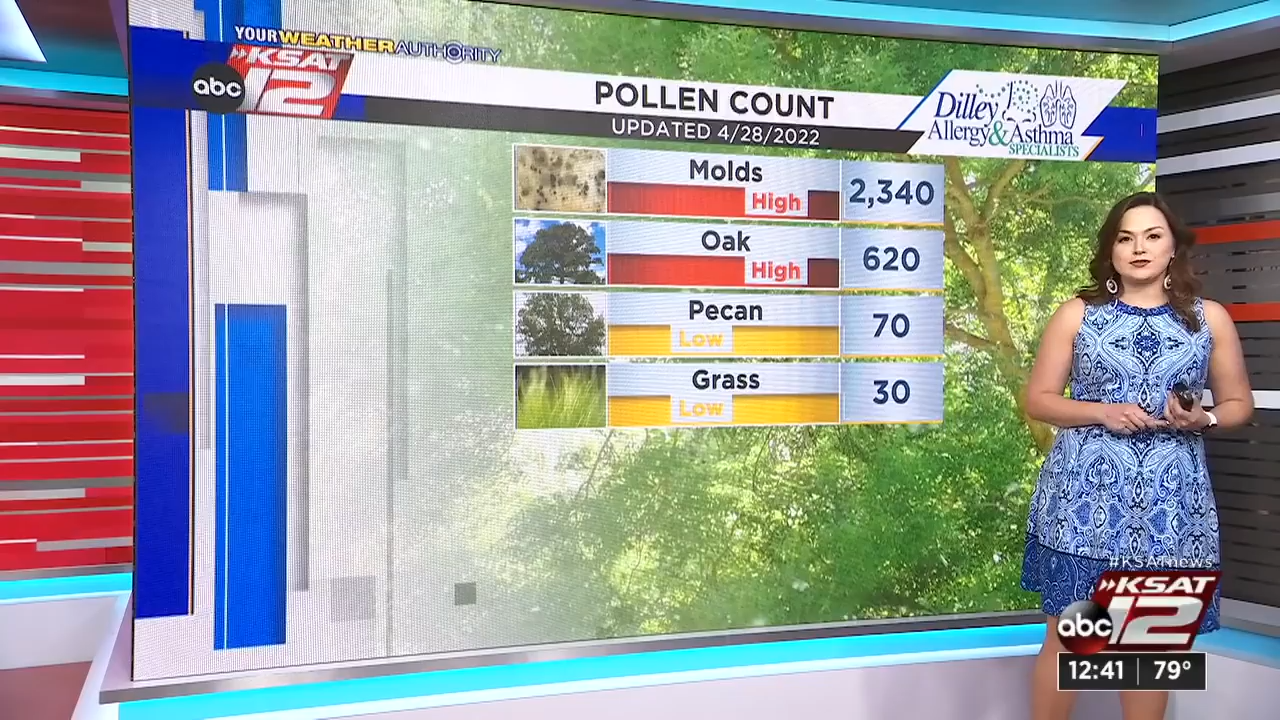 YOUR WEATHER AUTHORITY
abc KSAT 12
POLLEN COUNT
UPDATED 4/28/2022
Dilley
Allergy & Asthma
SPECIALISTS
Molds
High
2,340
Oak
High
620
Pecan
Low
70
Grass
Low
30
#KSATnews
abc KSAT 12
12:41 79°